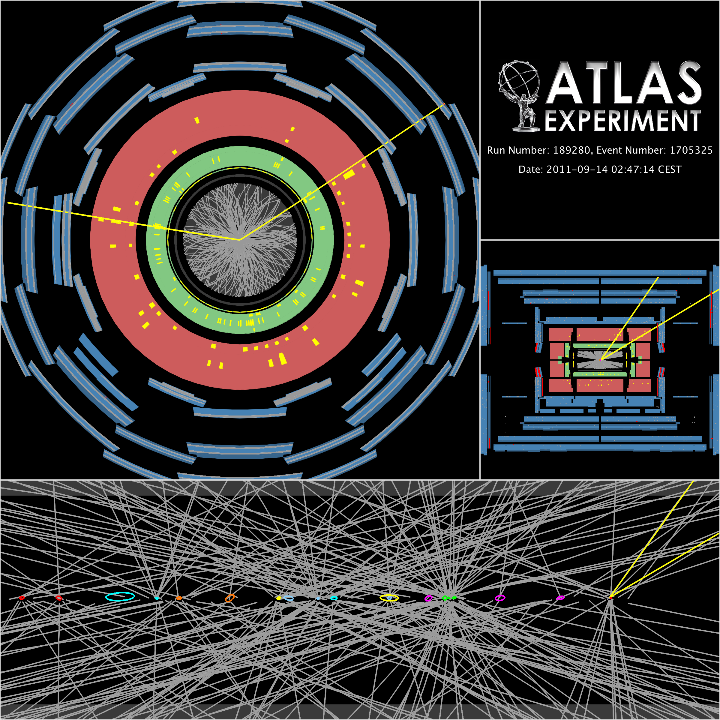 ATLAS
EXPERIMENT
Run Number: 189280, Event Number: 1705325
Date: 2011-09-14 02:47:14 CEST